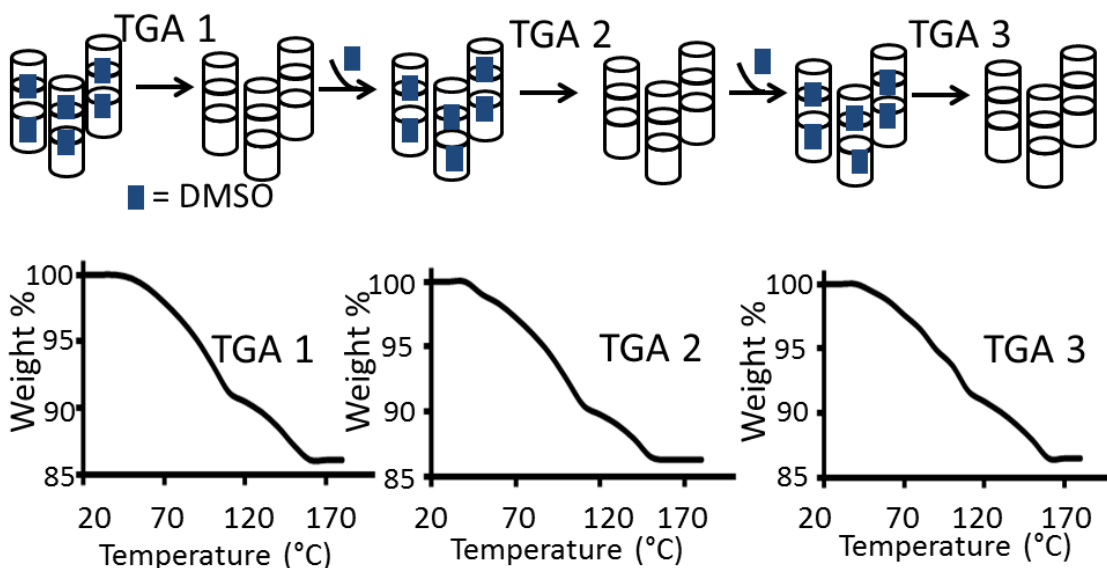 TGA 1
TGA 2
TGA 3
= DMSO
Weight %
100
95
90
85
TGA 1
20 70 120 170
Temperature (°C)
Weight %
100
95
90
85
TGA 2
20 70 120 170
Temperature (°C)
Weight %
100
95
90
85
TGA 3
20 70 120 170
Temperature (°C)